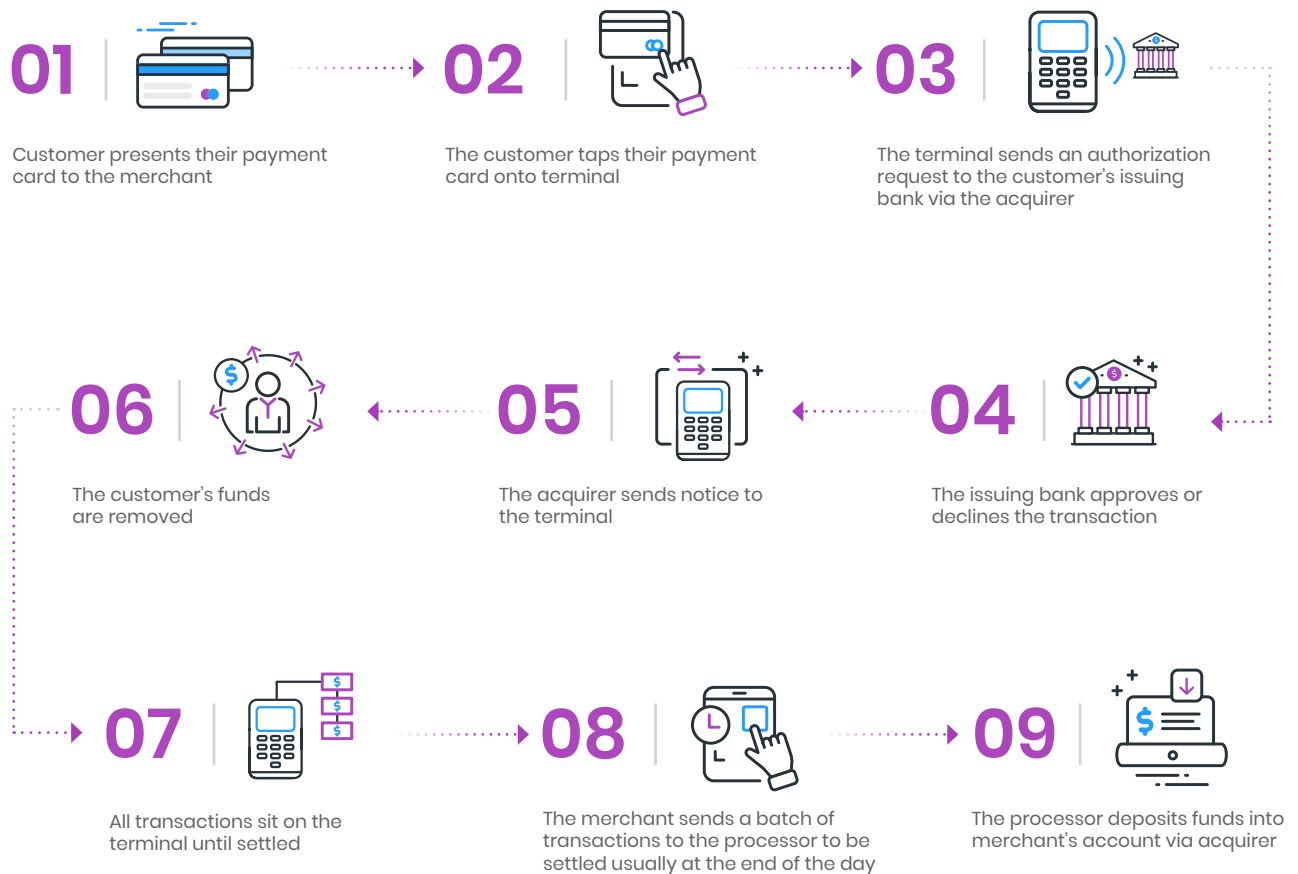 01
Customer presents their payment
card to the merchant
02
The customer taps their payment
card onto terminal
03
The terminal sends an authorization
request to the customer's issuing
bank via the acquirer
04
The issuing bank approves or
declines the transaction
05
The acquirer sends notice to
the terminal
06
The customer's funds
are removed
07
All transactions sit on the
terminal until settled
08
The merchant sends a batch of
transactions to the processor to be
settled usually at the end of the day
09
The processor deposits funds into
merchant's account via acquirer